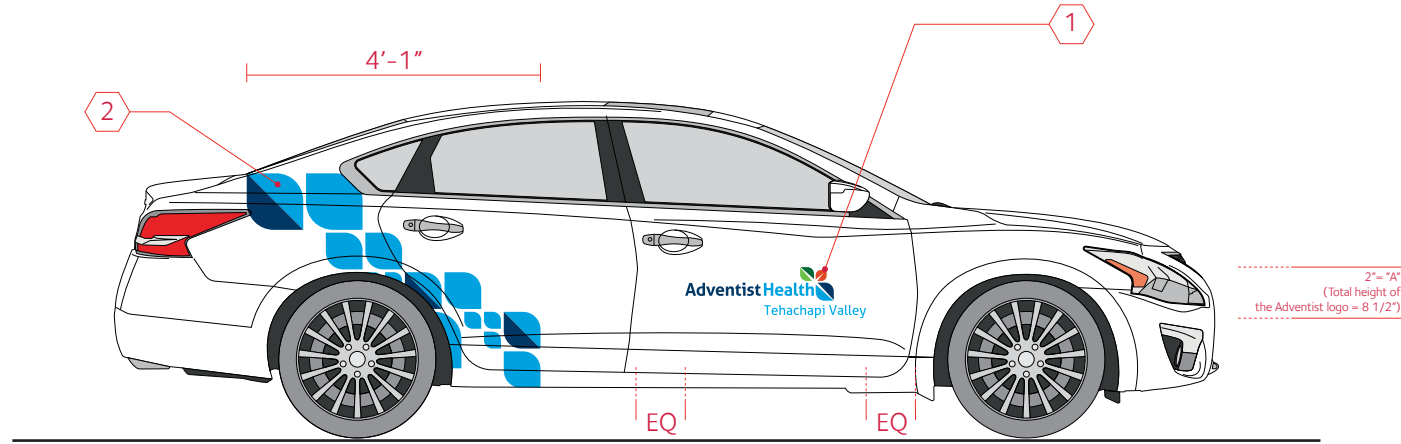 1
4’-1”
2
2”= “A”
(Total height of
the Adventist logo = 8 1/2”)
Adventist Health
Tehachapi Valley
EQ
EQ